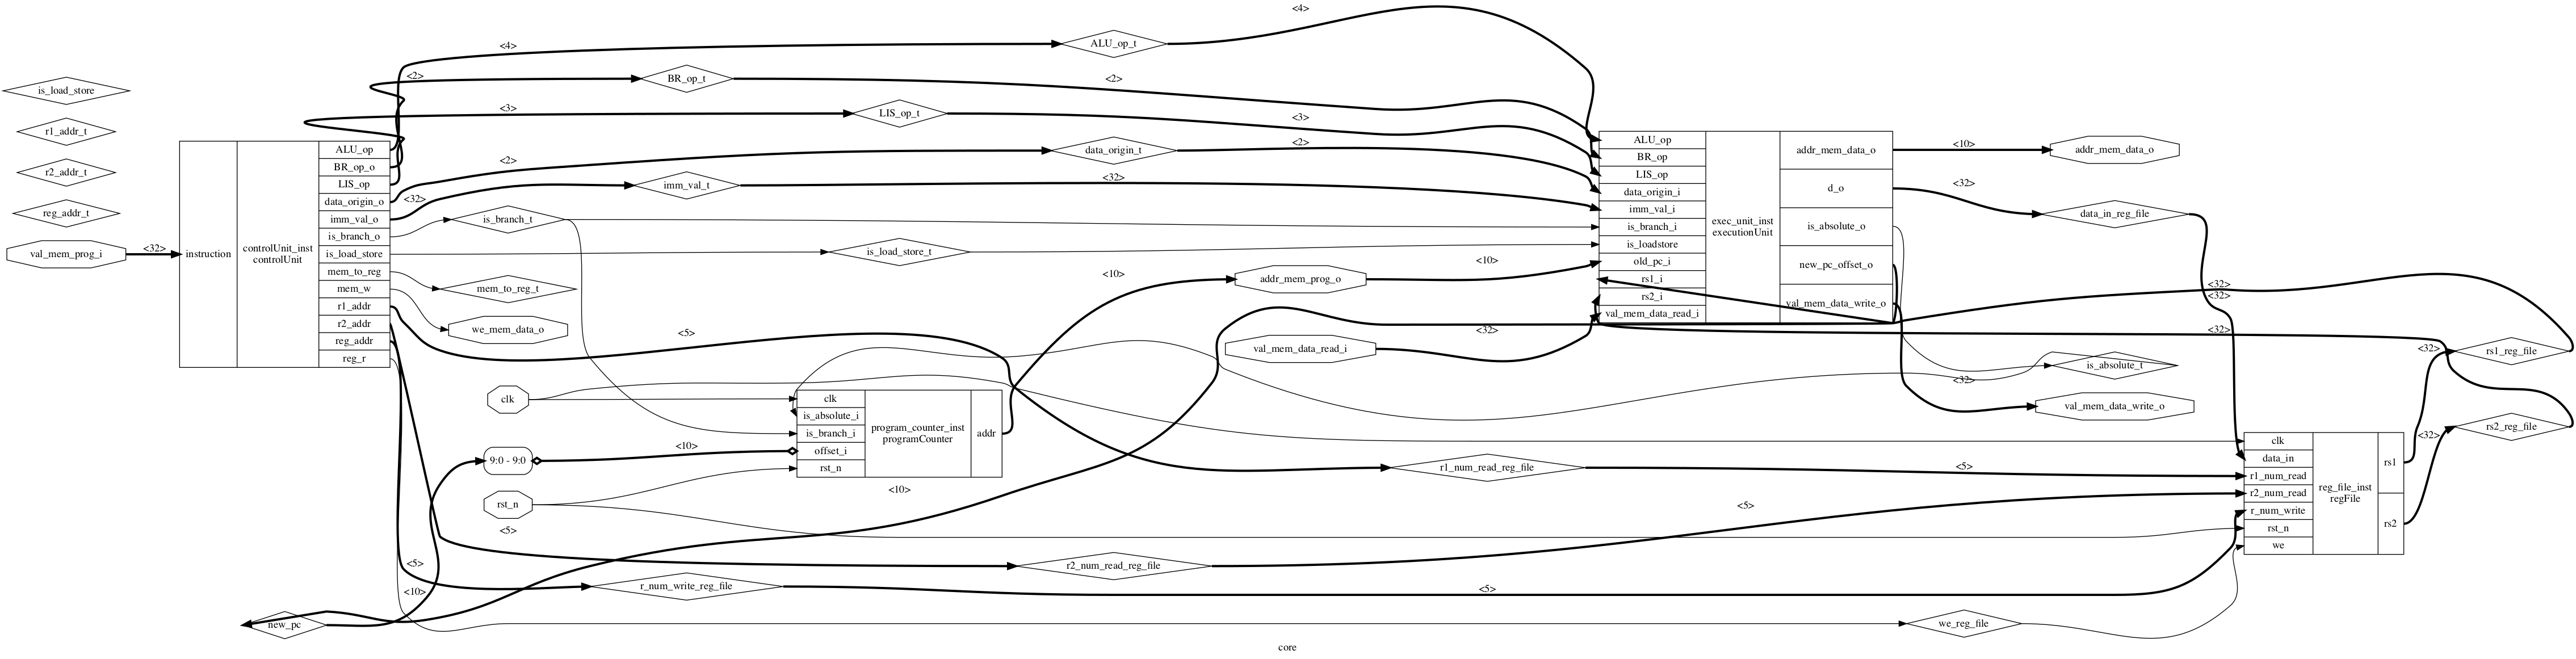 <4>
ALU_op_t
<4>
<2>
BR_op_t
<2>
is_load_store
<3>
LIS_op_t
<3>
r1_addr_t
r2_addr_t
reg_addr_t
val_mem_prog_i
<32>
instruction
controlUnit_inst
controlUnit
ALU_op
BR_op_o
LIS_op
data_origin_o
imm_val_o
is_branch_o
is_load_store
mem_to_reg
mem_w
r1_addr
r2_addr
reg_addr
reg_r
<2>
data_origin_t
<2>
<32>
imm_val_t
<32>
is_branch_t
is_load_store_t
mem_to_reg_t
we_mem_data_o
<10>
addr_mem_prog_o
<10>
<5>
val_mem_data_read_i
<32>
ALU_op
BR_op
LIS_op
data_origin_i
imm_val_i
is_branch_i
is_loadstore
old_pc_i
rs1_i
rs2_i
val_mem_data_read_i
exec_unit_inst
executionUnit
addr_mem_data_o
d_o
is_absolute_o
new_pc_offset_o
val_mem_data_write_o
<10>
addr_mem_data_o
<32>
data_in_reg_file
<32>
<32>
<32>
is_absolute_t
<32>
val_mem_data_write_o
<32>
rs1_reg_file
<32>
rs2_reg_file
clk
9:0 - 9:0
<10>
rst_n
clk
is_absolute_i
is_branch_i
offset_i
rst_n
program_counter_inst
programCounter
addr
<10>
r1_num_read_reg_file
<5>
<5>
r2_num_read_reg_file
<5>
<5>
r_num_write_reg_file
<5>
<10>
new_pc
we_reg_file
clk
data_in
r1_num_read
r2_num_read
r_num_write
rst_n
we
reg_file_inst
regFile
rs1
rs2
core